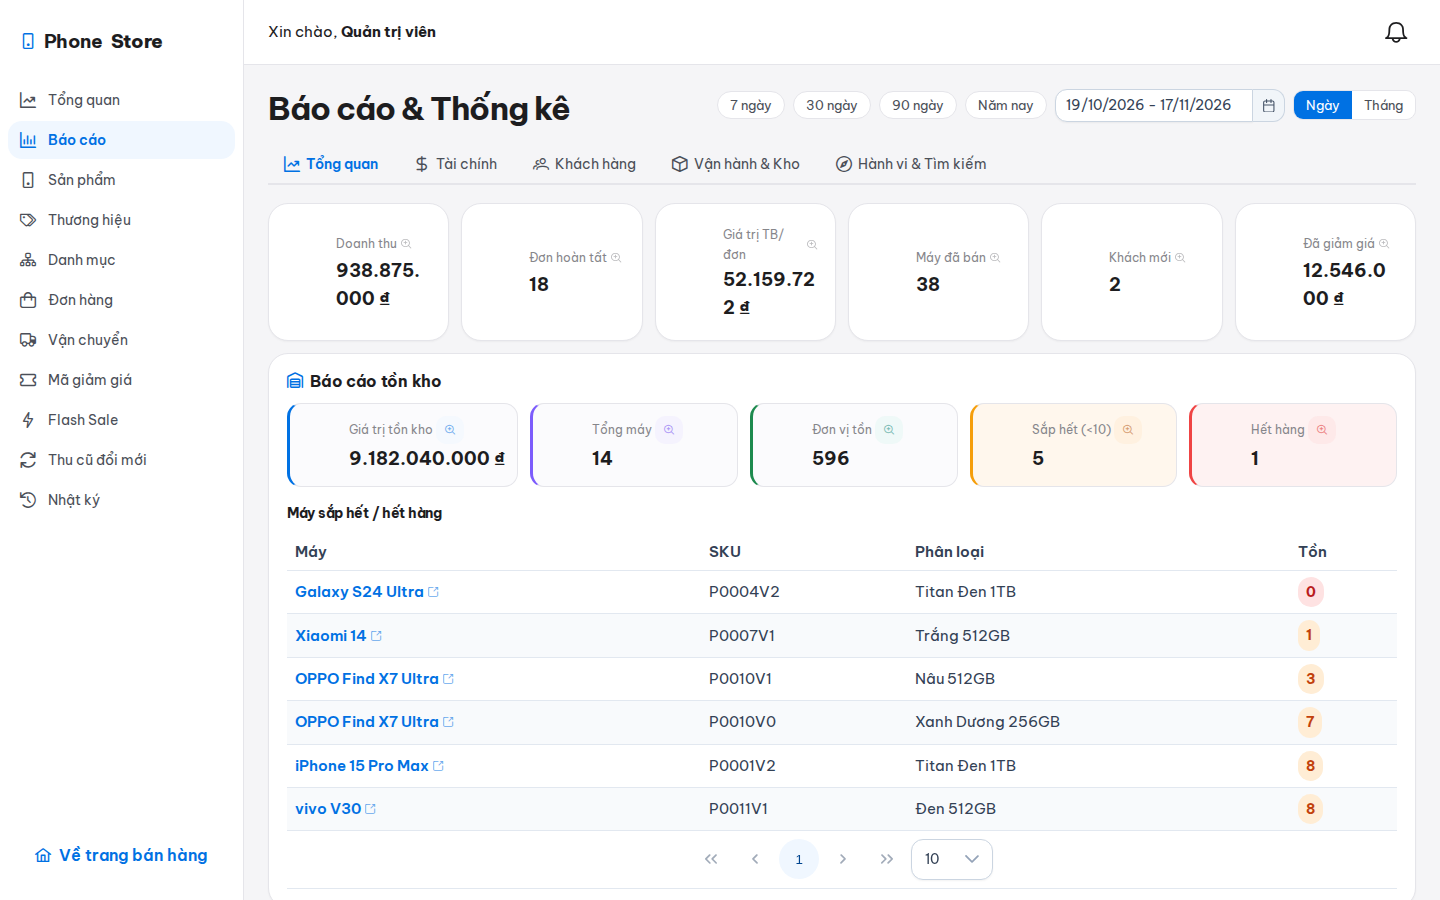 Phone Store
Xin chào, Quản trị viên
Tổng quan
Báo cáo
Sản phẩm
Thương hiệu
Danh mục
Đơn hàng
Vận chuyển
Mã giảm giá
Flash Sale
Thu cũ đổi mới
Nhật ký
Về trang bán hàng
Báo cáo & Thống kê
7 ngày
30 ngày
90 ngày
Năm nay
19/10/2026 - 17/11/2026
Ngày
Tháng
Tổng quan
Tài chính
Khách hàng
Vận hành & Kho
Hành vi & Tìm kiếm
Doanh thu
938.875.
000 ₫
Đơn hoàn tất
18
Giá trị TB/
đơn
52.159.72
2 ₫
Máy đã bán
38
Khách mới
2
Đã giảm giá
12.546.0
00 ₫
Báo cáo tồn kho
Giá trị tồn kho
9.182.040.000 ₫
Tổng máy
14
Đơn vị tồn
596
Sắp hết (<10)
5
Hết hàng
1
Máy sắp hết / hết hàng
Máy SKU Phân loại Tồn
Galaxy S24 Ultra P0004V2 Titan Đen 1TB 0
Xiaomi 14 P0007V1 Trắng 512GB 1
OPPO Find X7 Ultra P0010V1 Nâu 512GB 3
OPPO Find X7 Ultra P0010V0 Xanh Dương 256GB 7
iPhone 15 Pro Max P0001V2 Titan Đen 1TB 8
vivo V30 P0011V1 Đen 512GB 8
1
10